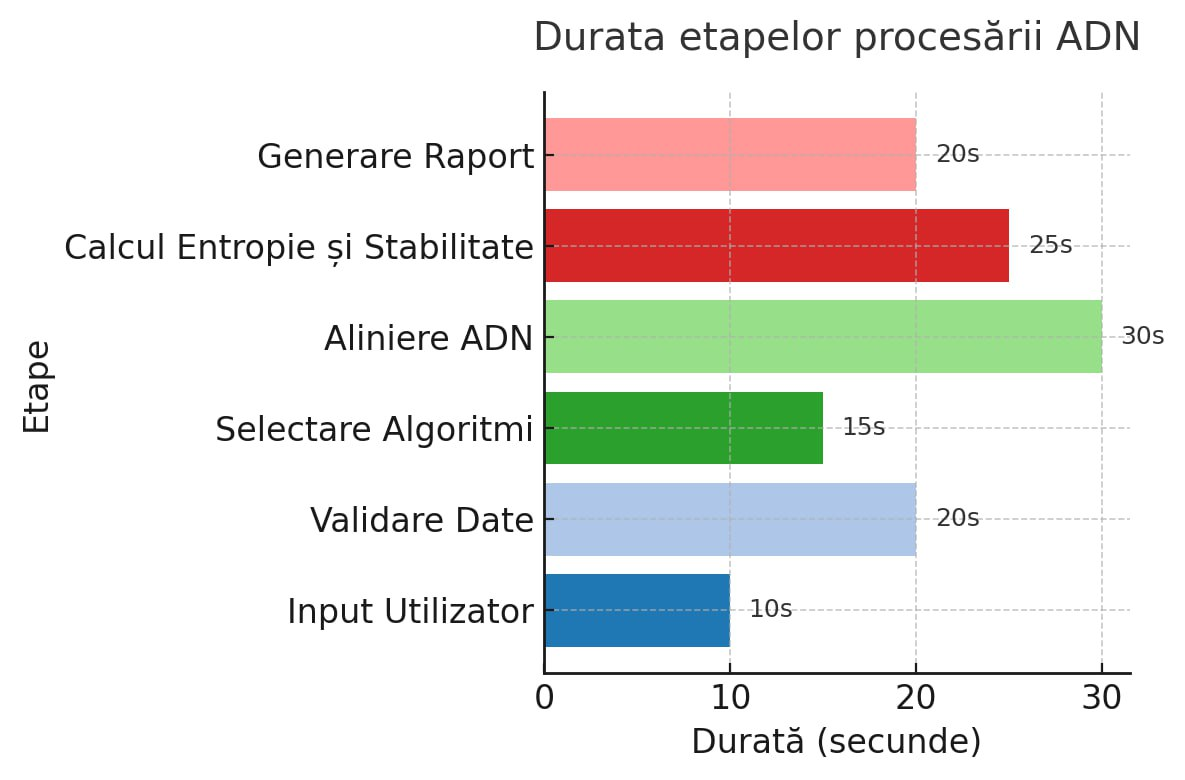 Durata etapelor procesării ADN
Generare Raport
20s
Calcul Entropie și Stabilitate
25s
Aliniere ADN
30s
Selectare Algoritmi
15s
Validare Date
20s
Input Utilizator
10s
Etape
0 10 20 30
Durată (secunde)